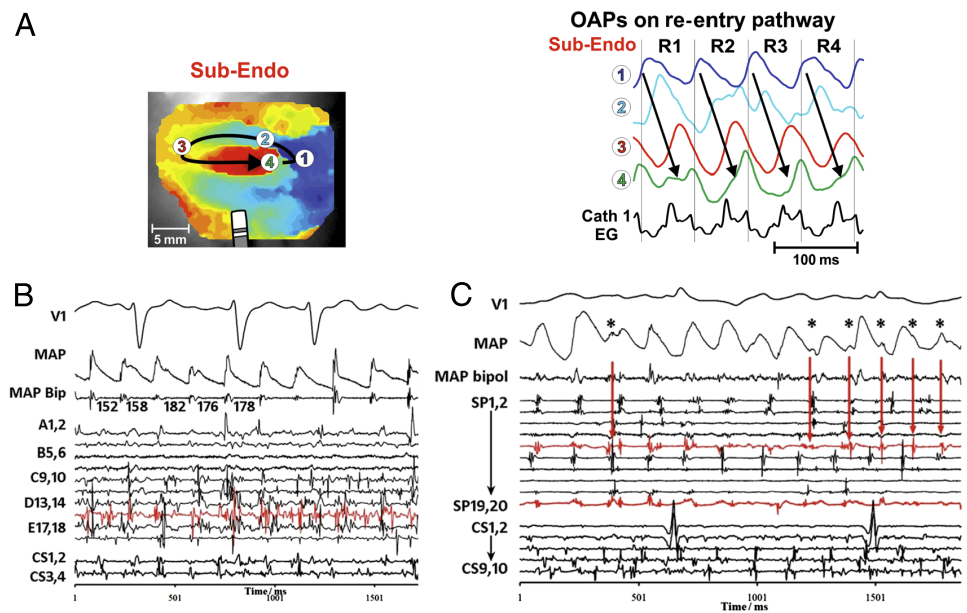 A
Sub-Endo
3
2
1
4
5 mm
OAPs on re-entry pathway
Sub-Endo R1 R2 R3 R4
1
2
3
4
Cath 1
EG
100 ms
B
V1
MAP
MAP Bip
152 158 182 176 178
A1,2
B5,6
C9,10
D13,14
E17,18
CS1,2
CS3,4
1 501 1001 1501
Time/ ms
C
V1
* * * * * *
MAP
MAP bipol
SP1,2
SP19,20
CS1,2
CS9,10
1 501 1001 1501
Time/ ms